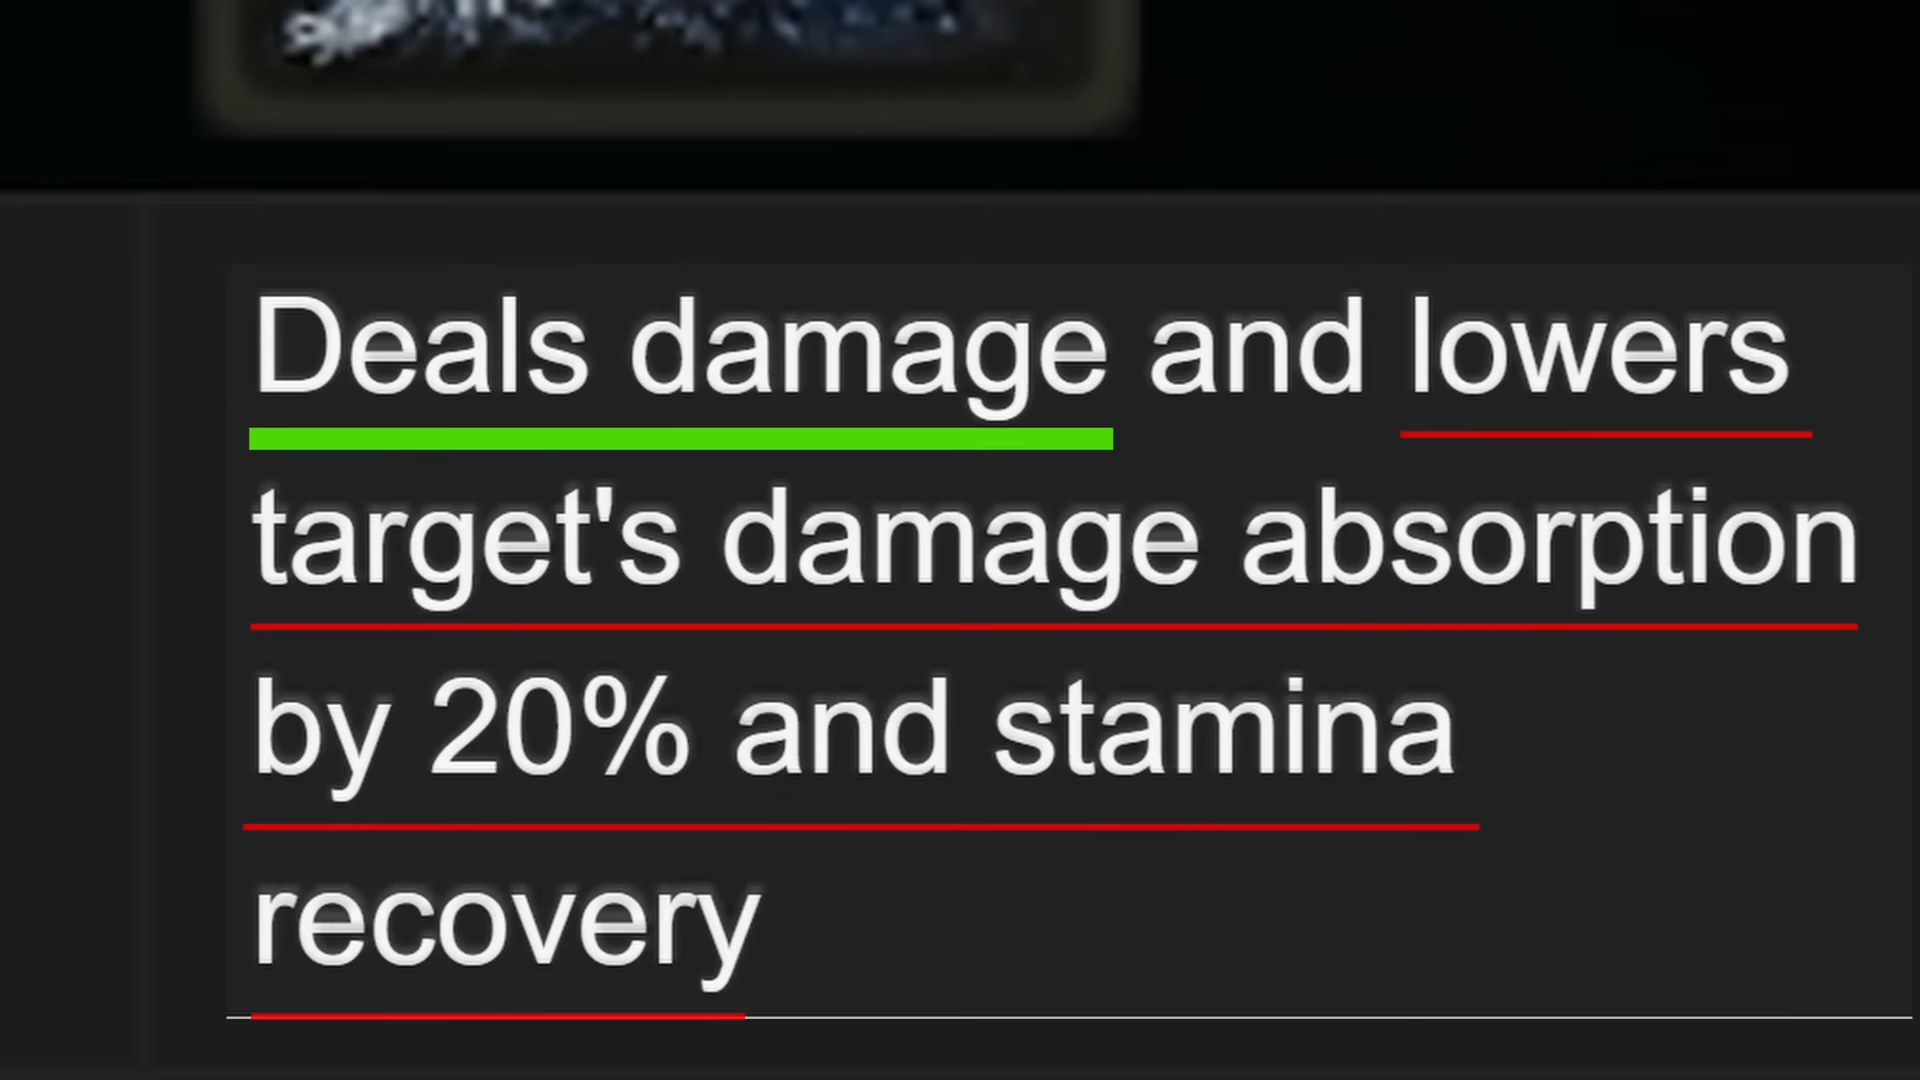 Deals damage and lowers
target's damage absorption
by 20% and stamina
recovery